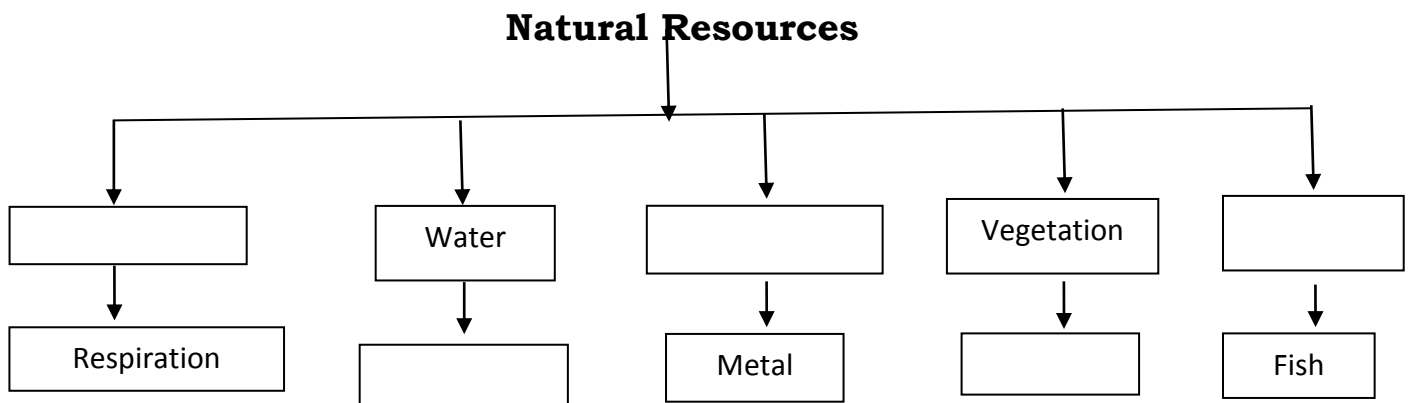 Natural Resources
Water
Vegetation
Respiration
Metal
Fish